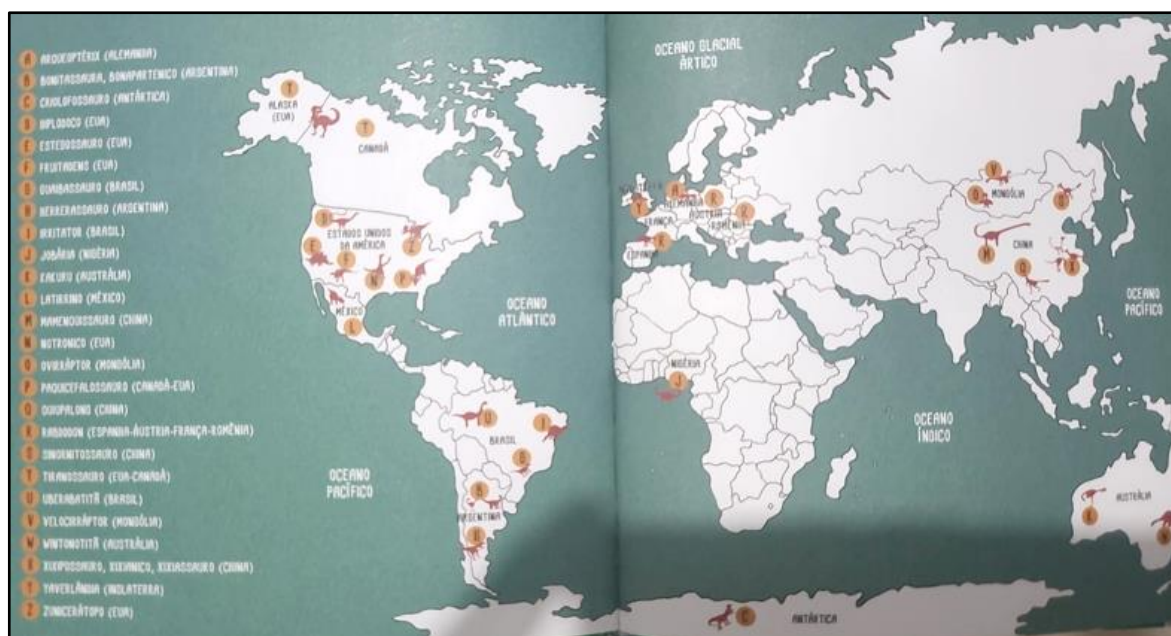 A ARQUEOPTÉRIX (ALEMANHA)
BONITASSAURA, BONAPARTENICO (ARGENTINA)
C CRIOLOFOSSAURO (ANTÁRTICA)
D DIPLODOCO (EUA)
E ESTEGOSSAURO (EUA)
F FRUITADENS (EUA)
G GUAIBASSAURO (BRASIL)
H HERRERASSAURO (ARGENTINA)
I IRRITATOR (BRASIL)
J JOBÁRIA (NIGÉRIA)
K KAKURU (AUSTRÁLIA)
L LATIRRINO (MÉXICO)
M MAMENQUISSAURO (CHINA)
N NOTRONICO (EUA)
O OVIRRÁPTOR (MONGÓLIA)
P PAQUICEFALOSSAURO (CANADÁ-EUA)
Q QIUPALONG (CHINA)
R RABDODON (ESPANHA-ÁUSTRIA-FRANÇA-ROMÊNIA)
S SINORNITOSSAURO (CHINA)
T TIRANOSSAURO (EUA-CANADÁ)
U UBERABATITÃ (BRASIL)
V VELOCIRRÁPTOR (MONGÓLIA)
W WINTONOTITÃ (AUSTRÁLIA)
X XIXIPOSSAURO, XIXIANICO, XIXIASSAURO (CHINA)
Y YAVERLÂNDIA (INGLATERRA)
Z ZUNICERÁTOPO (EUA)
OCEANO GLACIAL
ÁRTICO
T
ALASKA
(EUA)
T
CANADÁ
D
ESTADOS UNIDOS
DA AMÉRICA
Z
E
F
N
P
MÉXICO
L
OCEANO
ATLÂNTICO
A
ALEMANHA
R
Y
FRANÇA
ÁUSTRIA
R
ROMÊNIA
ESPANHA
R
V
O
MONGÓLIA
S
CHINA
M
Q
X
OCEANO
PACÍFICO
NIGÉRIA
J
OCEANO
ÍNDICO
U
I
BRASIL
G
OCEANO
PACÍFICO
B
ARGENTINA
H
AUSTRÁLIA
K
W
C
ANTÁRTICA